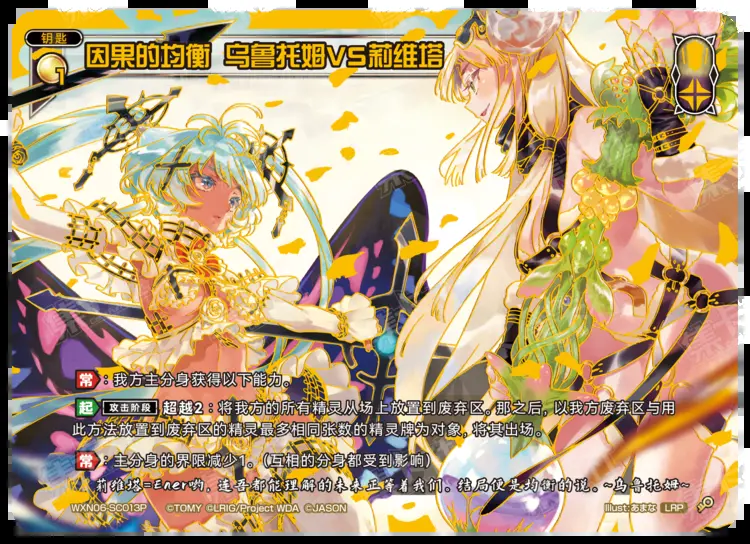 钥匙
1
因果的均衡 乌鲁托姆VS莉维塔
常：我方主分身获得以下能力。
起 攻击阶段 超越2：将我方的所有精灵从场上放置到废弃区。那之后，以我方废弃区与用
此方法放置到废弃区的精灵最多相同张数的精灵牌为对象，将其出场。
常：主分身的界限减少1。（互相的分身都受到影响）
莉维塔=Ener哟，连吾都能理解的未来正等着我们。结局便是均衡的说。~乌鲁托姆~
WXN06-SC013P ©TOMY ©LRIG/Project WDA ©JASON Illust:あまな LRP